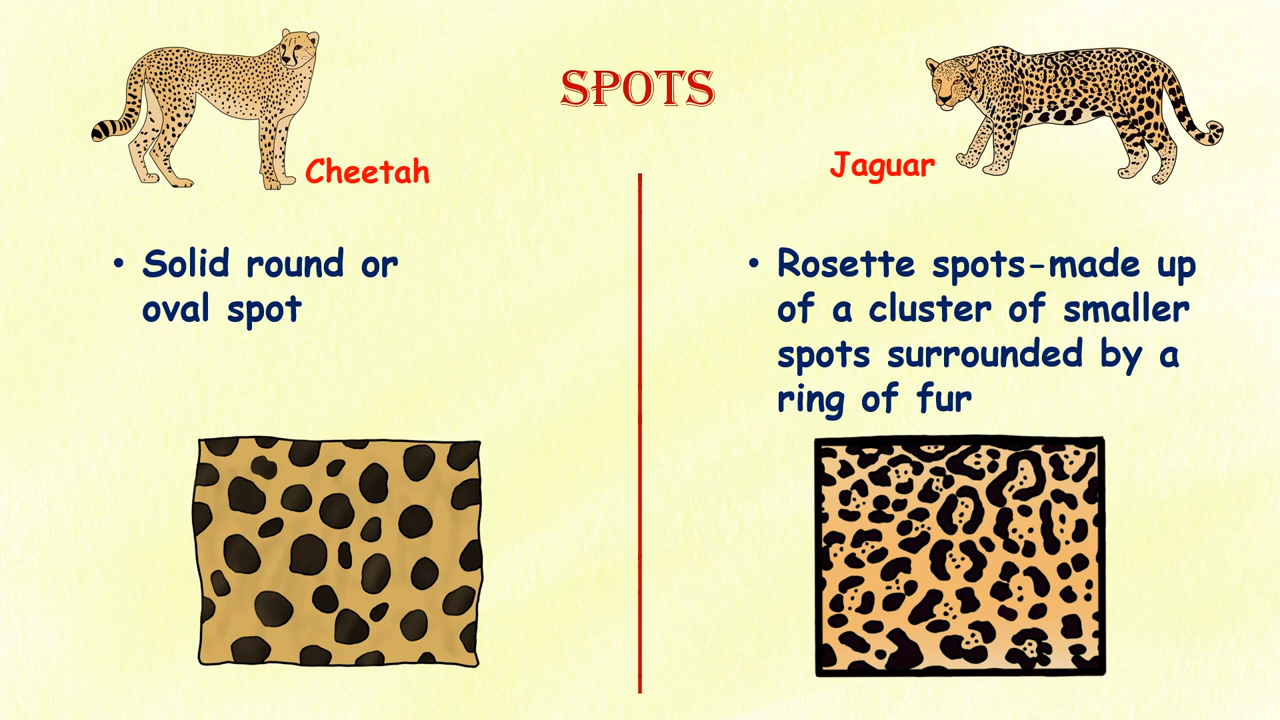 SPOTS
Cheetah
Jaguar
• Solid round or
oval spot
• Rosette spots-made up
of a cluster of smaller
spots surrounded by a
ring of fur